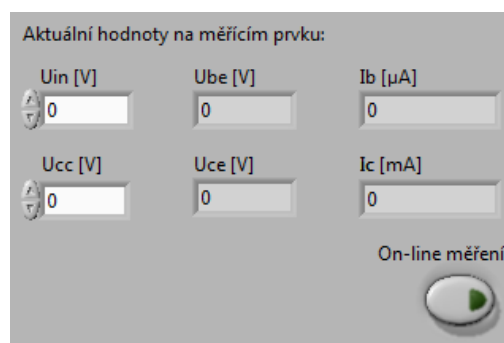 Aktuální hodnoty na měřícím prvku:
Uin [V] Ube [V] Ib [µA]
0 0 0
Ucc [V] Uce [V] Ic [mA]
0 0 0
On-line měření